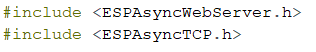 #include <ESPAsyncWebServer.h>
#include <ESPAsyncTCP.h>